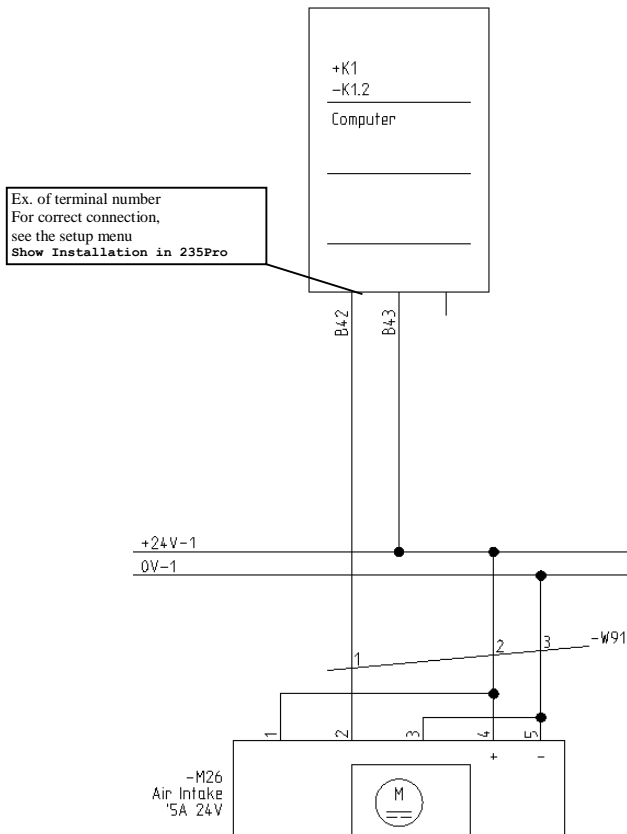 +K1
-K1.2
Computer
Ex. of terminal number
For correct connection,
see the setup menu
Show Installation in 235Pro
B42
B43
+24V-1
0V-1
-W91
1
2
3
1
2
3
4
5
+
-
-M26
Air Intake
'5A 24V
M